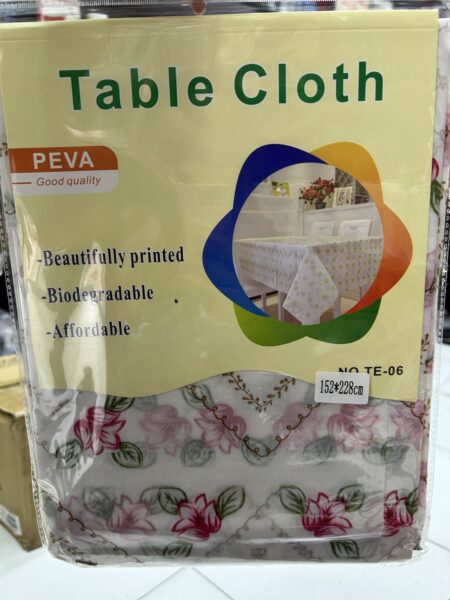 Table Cloth
PEVA
Good quality
-Beautifully printed
-Biodegradable
-Affordable
NO.TE-06
152*228cm